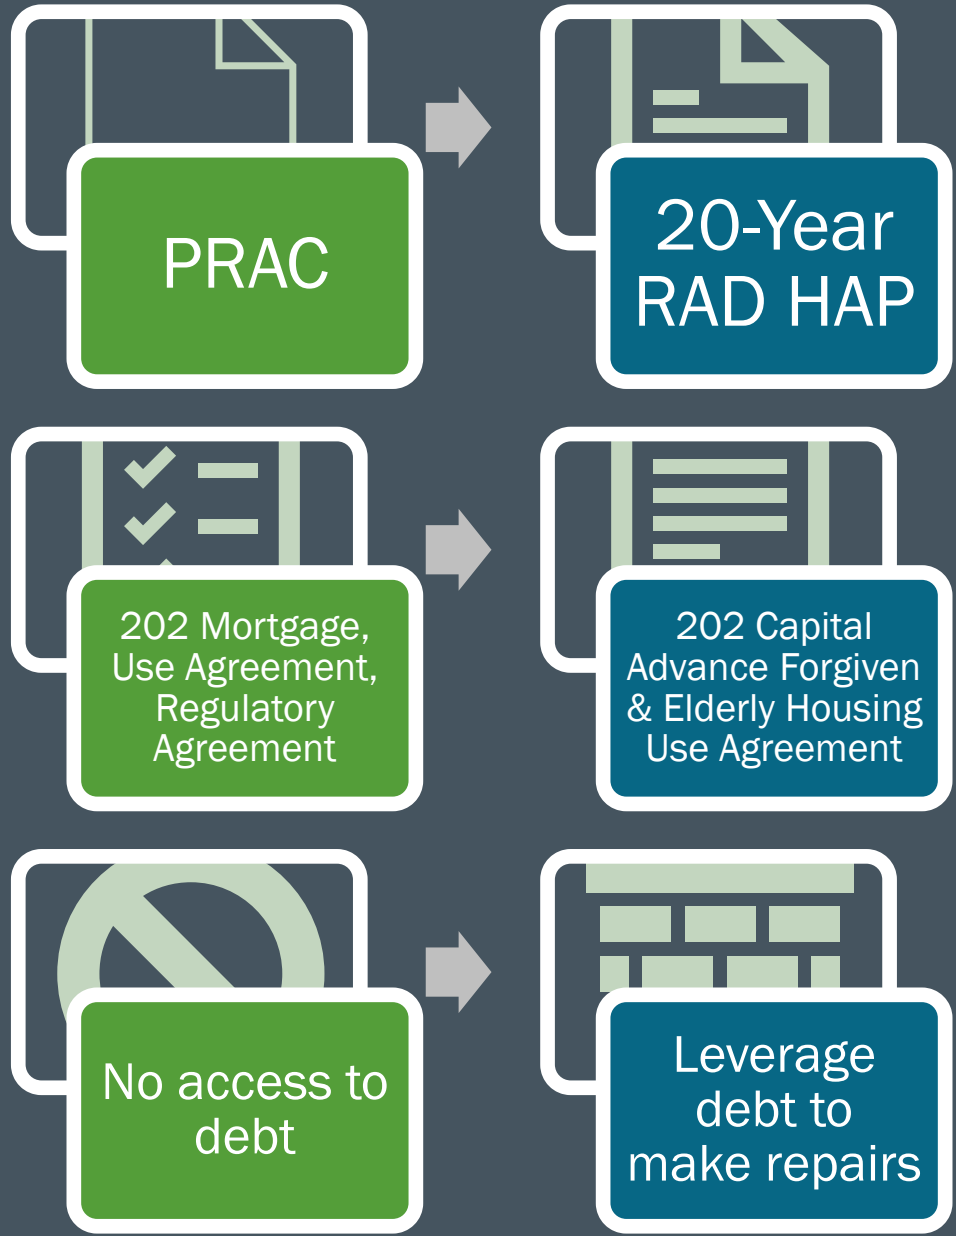 PRAC
20-Year
RAD HAP
202 Mortgage,
Use Agreement,
Regulatory
Agreement
202 Capital
Advance Forgiven
& Elderly Housing
Use Agreement
No access to
debt
Leverage
debt to
make repairs